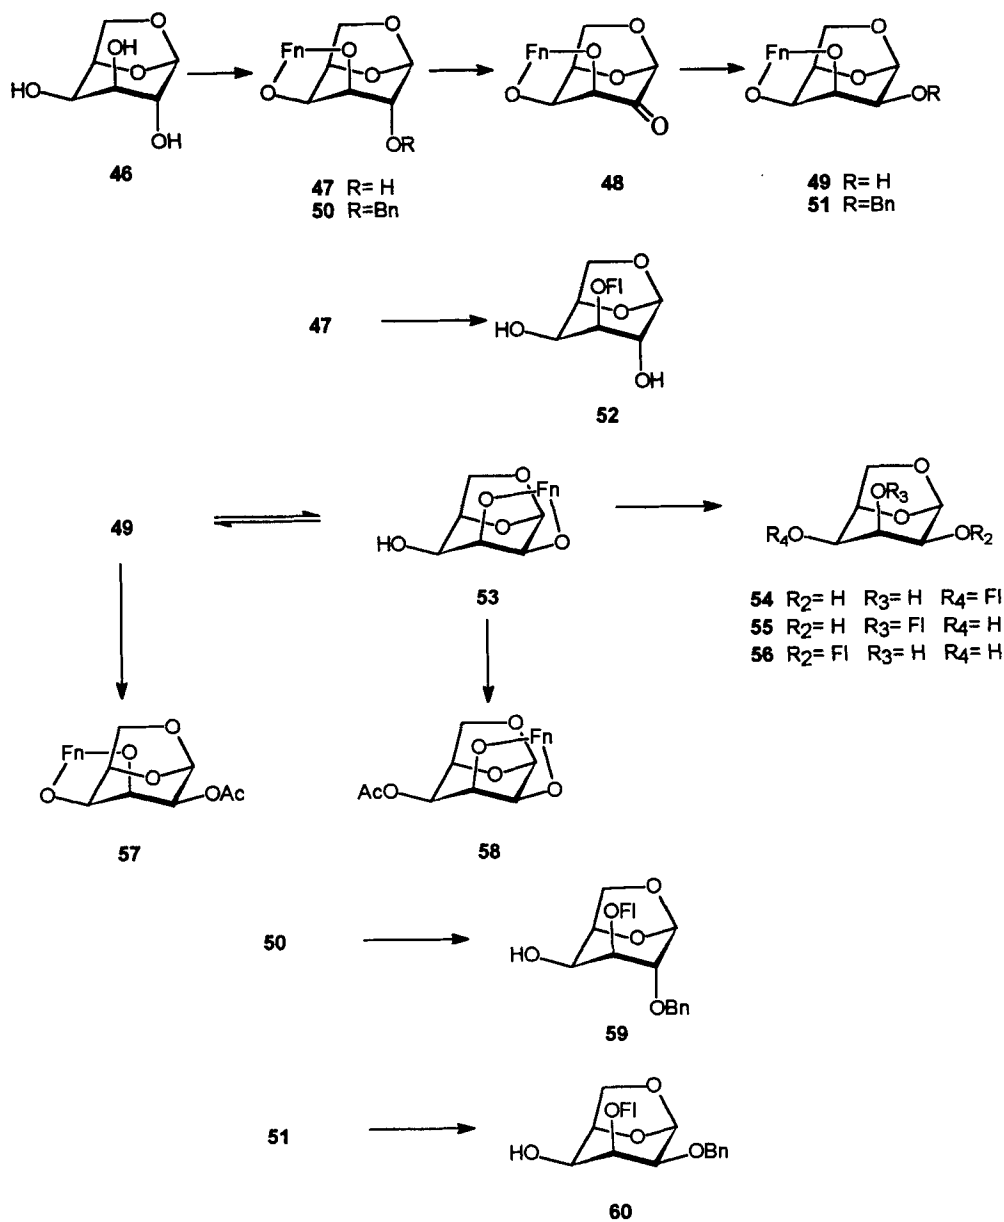 O
OH
O
HO
OH
46
O
Fn
O
O
O
OR
47 R= H
50 R=Bn
O
Fn
O
O
O
O
48
O
Fn
O
O
O
OR
49 R= H
51 R=Bn
47
O
OFl
O
HO
OH
52
49
O
Fn
O
O
HO
O
53
O
OR3
O
R4O
OR2
54 R2= H R3= H R4= Fl
55 R2= H R3= Fl R4= H
56 R2= Fl R3= H R4= H
O
Fn
O
O
O
OAc
57
O
Fn
O
O
AcO
O
58
50
O
OFl
O
HO
OBn
59
51
O
OFl
O
HO
OBn
60